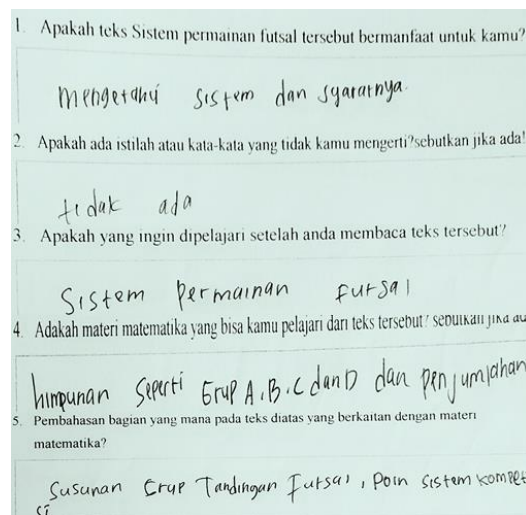 1. Apakah teks Sistem permainan futsal tersebut bermanfaat untuk kamu?
mengetahui sistem dan syaratnya.
2. Apakah ada istilah atau kata-kata yang tidak kamu mengerti?sebutkan jika ada!
tidak ada
3. Apakah yang ingin dipelajari setelah anda membaca teks tersebut?
Sistem Permainan Futsal
4. Adakah materi matematika yang bisa kamu pelajari dari teks tersebut? sebutkan jika
himpunan Seperti Grup A, B, C dan D dan penjumlahan
5. Pembahasan bagian yang mana pada teks diatas yang berkaitan dengan materi
matematika?
Susunan Grup Tandingan Futsal, Poin sistem kompet
si